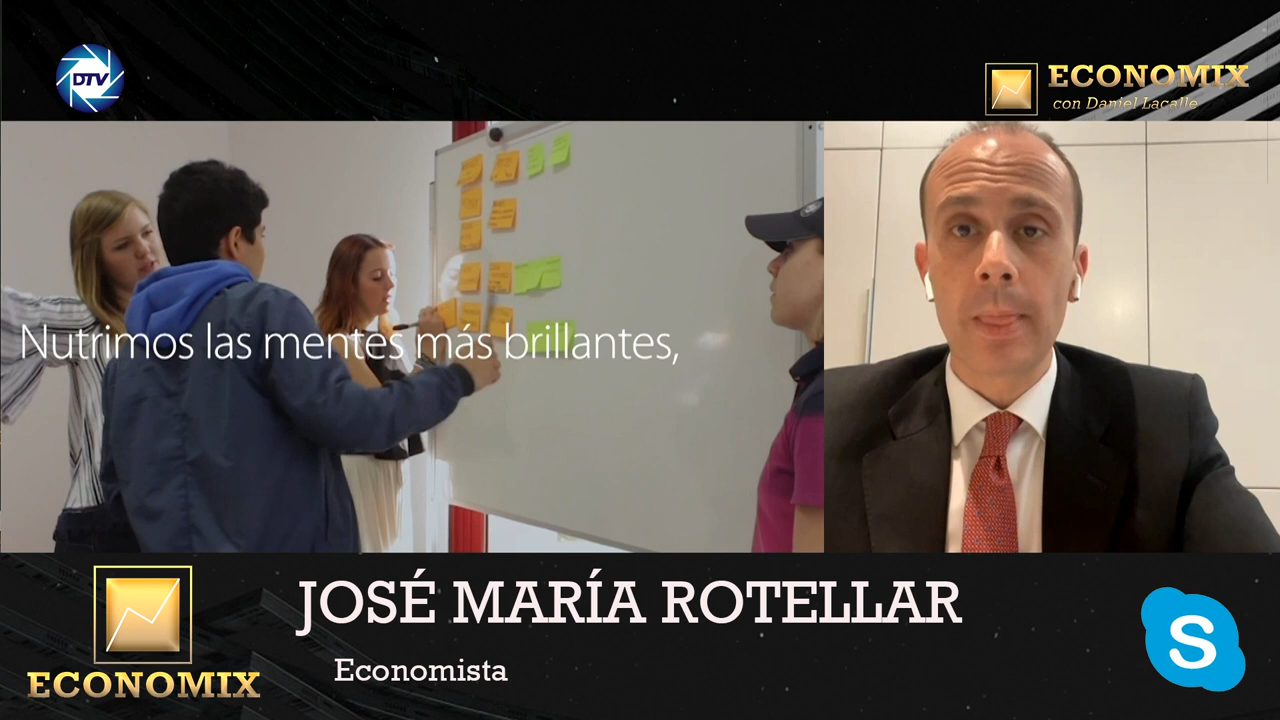 DTV
ECONOMIX
con Daniel Lacalle
Nutrimos las mentes más brillantes,
JOSÉ MARÍA ROTELLAR
Economista
ECONOMIX
S